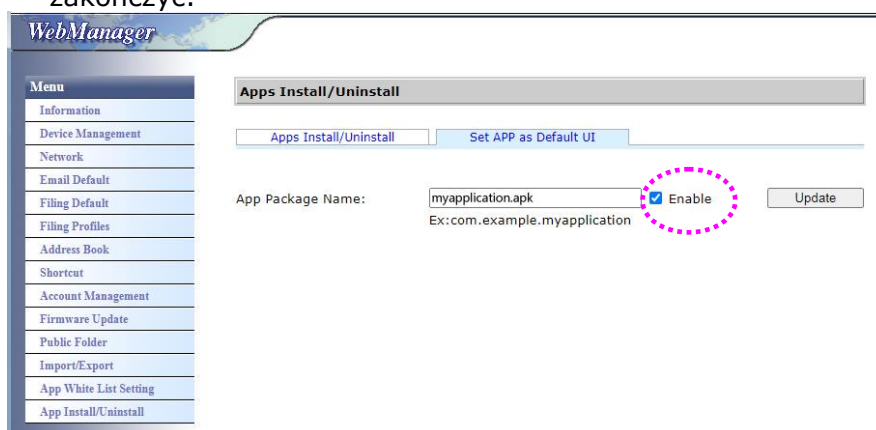 zakończyć.
WebManager
Menu
Information
Device Management
Network
Email Default
Filing Default
Filing Profiles
Address Book
Shortcut
Account Management
Firmware Update
Public Folder
Import/Export
App White List Setting
App Install/Uninstall
Apps Install/Uninstall
Apps Install/Uninstall Set APP as Default UI
App Package Name: myapplication.apk Enable Update
Ex:com.example.myapplication